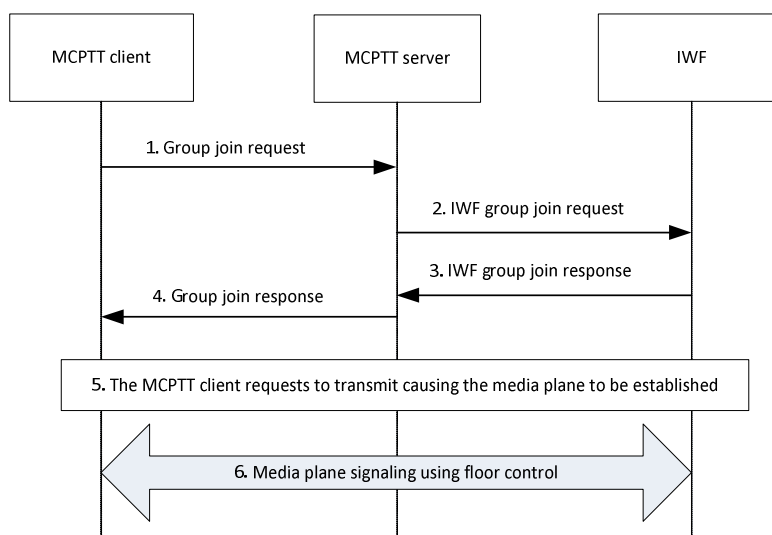 MCPTT client
MCPTT server
IWF
1. Group join request
2. IWF group join request
3. IWF group join response
4. Group join response
5. The MCPTT client requests to transmit causing the media plane to be established
6. Media plane signaling using floor control